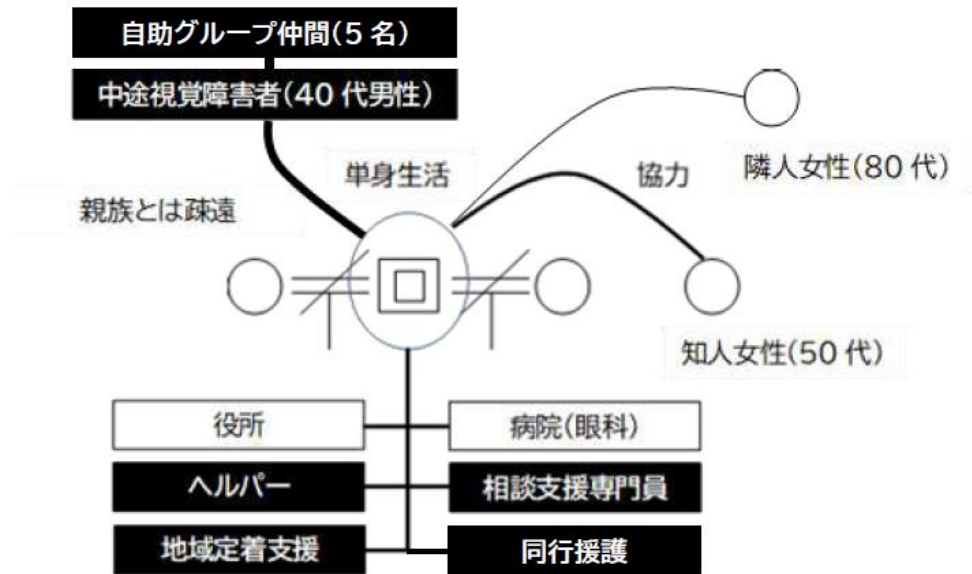 自助グループ仲間(5名)
中途視覚障害者(40代男性)
単身生活
協力
隣人女性(80代)
親族とは疎遠
知人女性(50代)
役所
病院(眼科)
ヘルパー
相談支援専門員
地域定着支援
同行援護